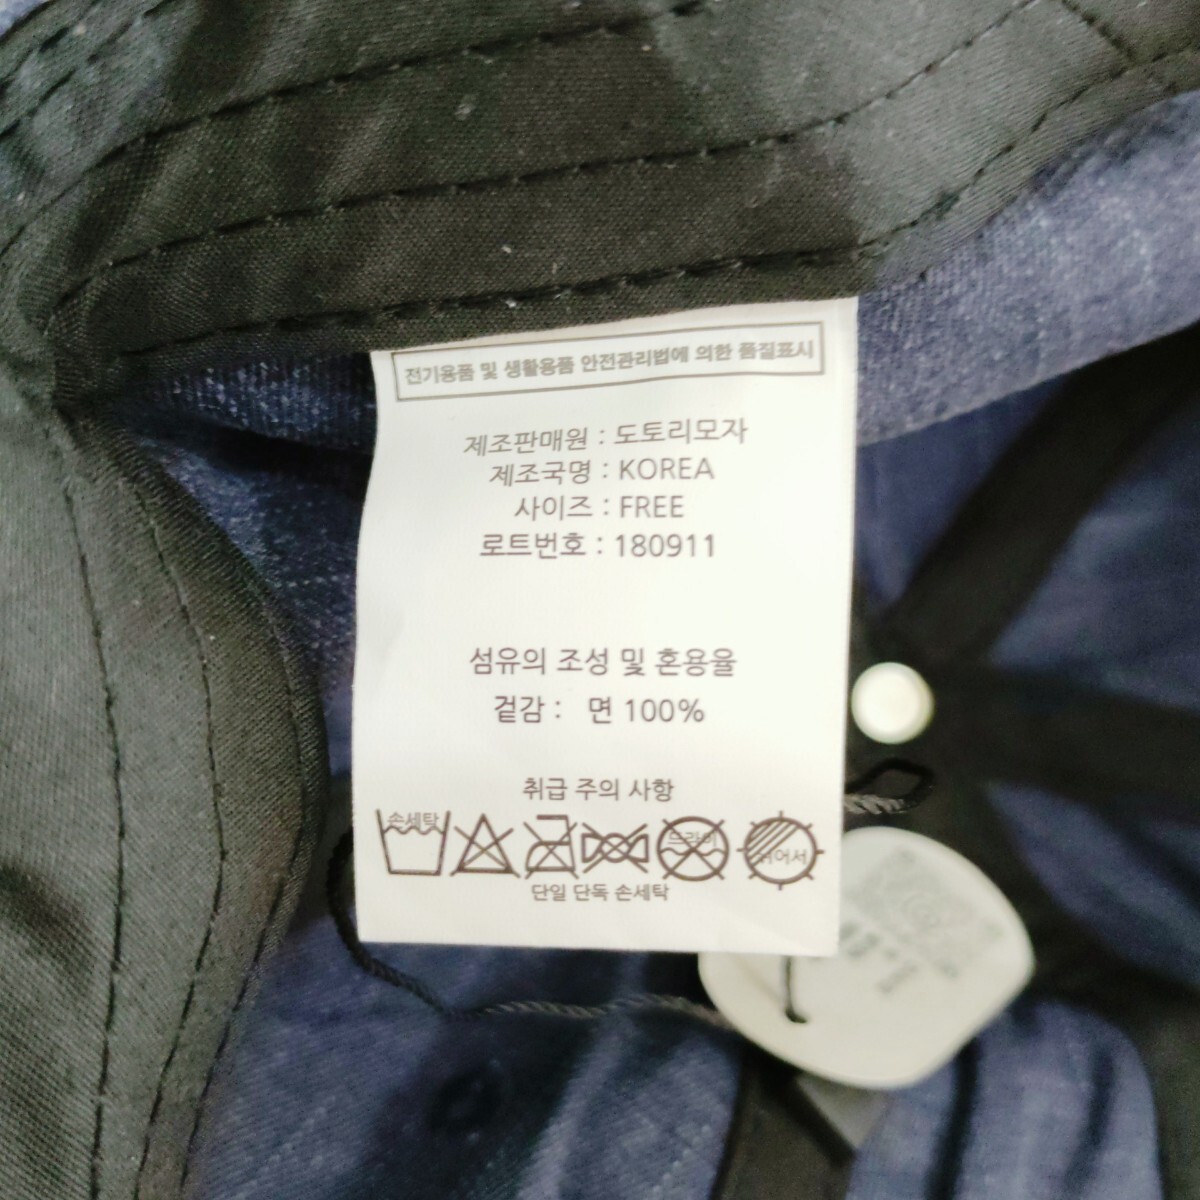 전기용품 및 생활용품 안전관리법에 의한 품질표시
제조판매원 : 도토리모자
제조국명 : KOREA
사이즈 : FREE
로트번호 : 180911
섬유의 조성 및 혼용율
겉감 : 면 100%
취급 주의 사항
손세탁 드라이 뉘어서
단일 단독 손세탁